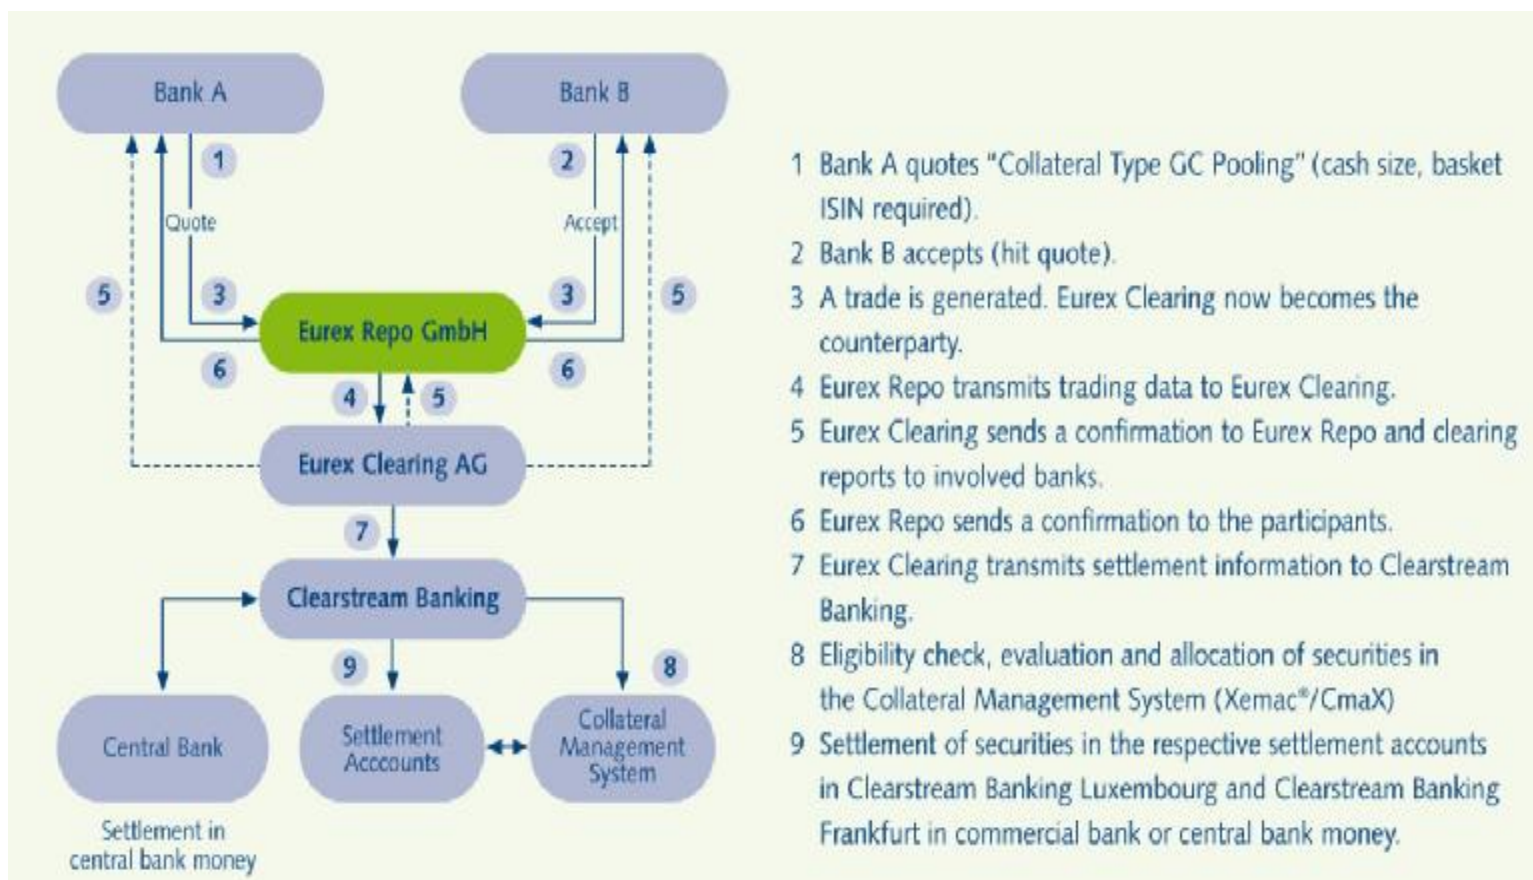 Bank A
Bank B
1
2
Quote
Accept
5
3
3
5
Eurex Repo GmbH
6
6
4
5
Eurex Clearing AG
7
Clearstream Banking
9
8
Central Bank
Settlement
Acccounts
Collateral
Management
System
Settlement in
central bank money
1 Bank A quotes “Collateral Type GC Pooling” (cash size, basket
ISIN required).
2 Bank B accepts (hit quote).
3 A trade is generated. Eurex Clearing now becomes the
counterparty.
4 Eurex Repo transmits trading data to Eurex Clearing.
5 Eurex Clearing sends a confirmation to Eurex Repo and clearing
reports to involved banks.
6 Eurex Repo sends a confirmation to the participants.
7 Eurex Clearing transmits settlement information to Clearstream
Banking.
8 Eligibility check, evaluation and allocation of securities in
the Collateral Management System (Xemac®/CmaX)
9 Settlement of securities in the respective settlement accounts
in Clearstream Banking Luxembourg and Clearstream Banking
Frankfurt in commercial bank or central bank money.